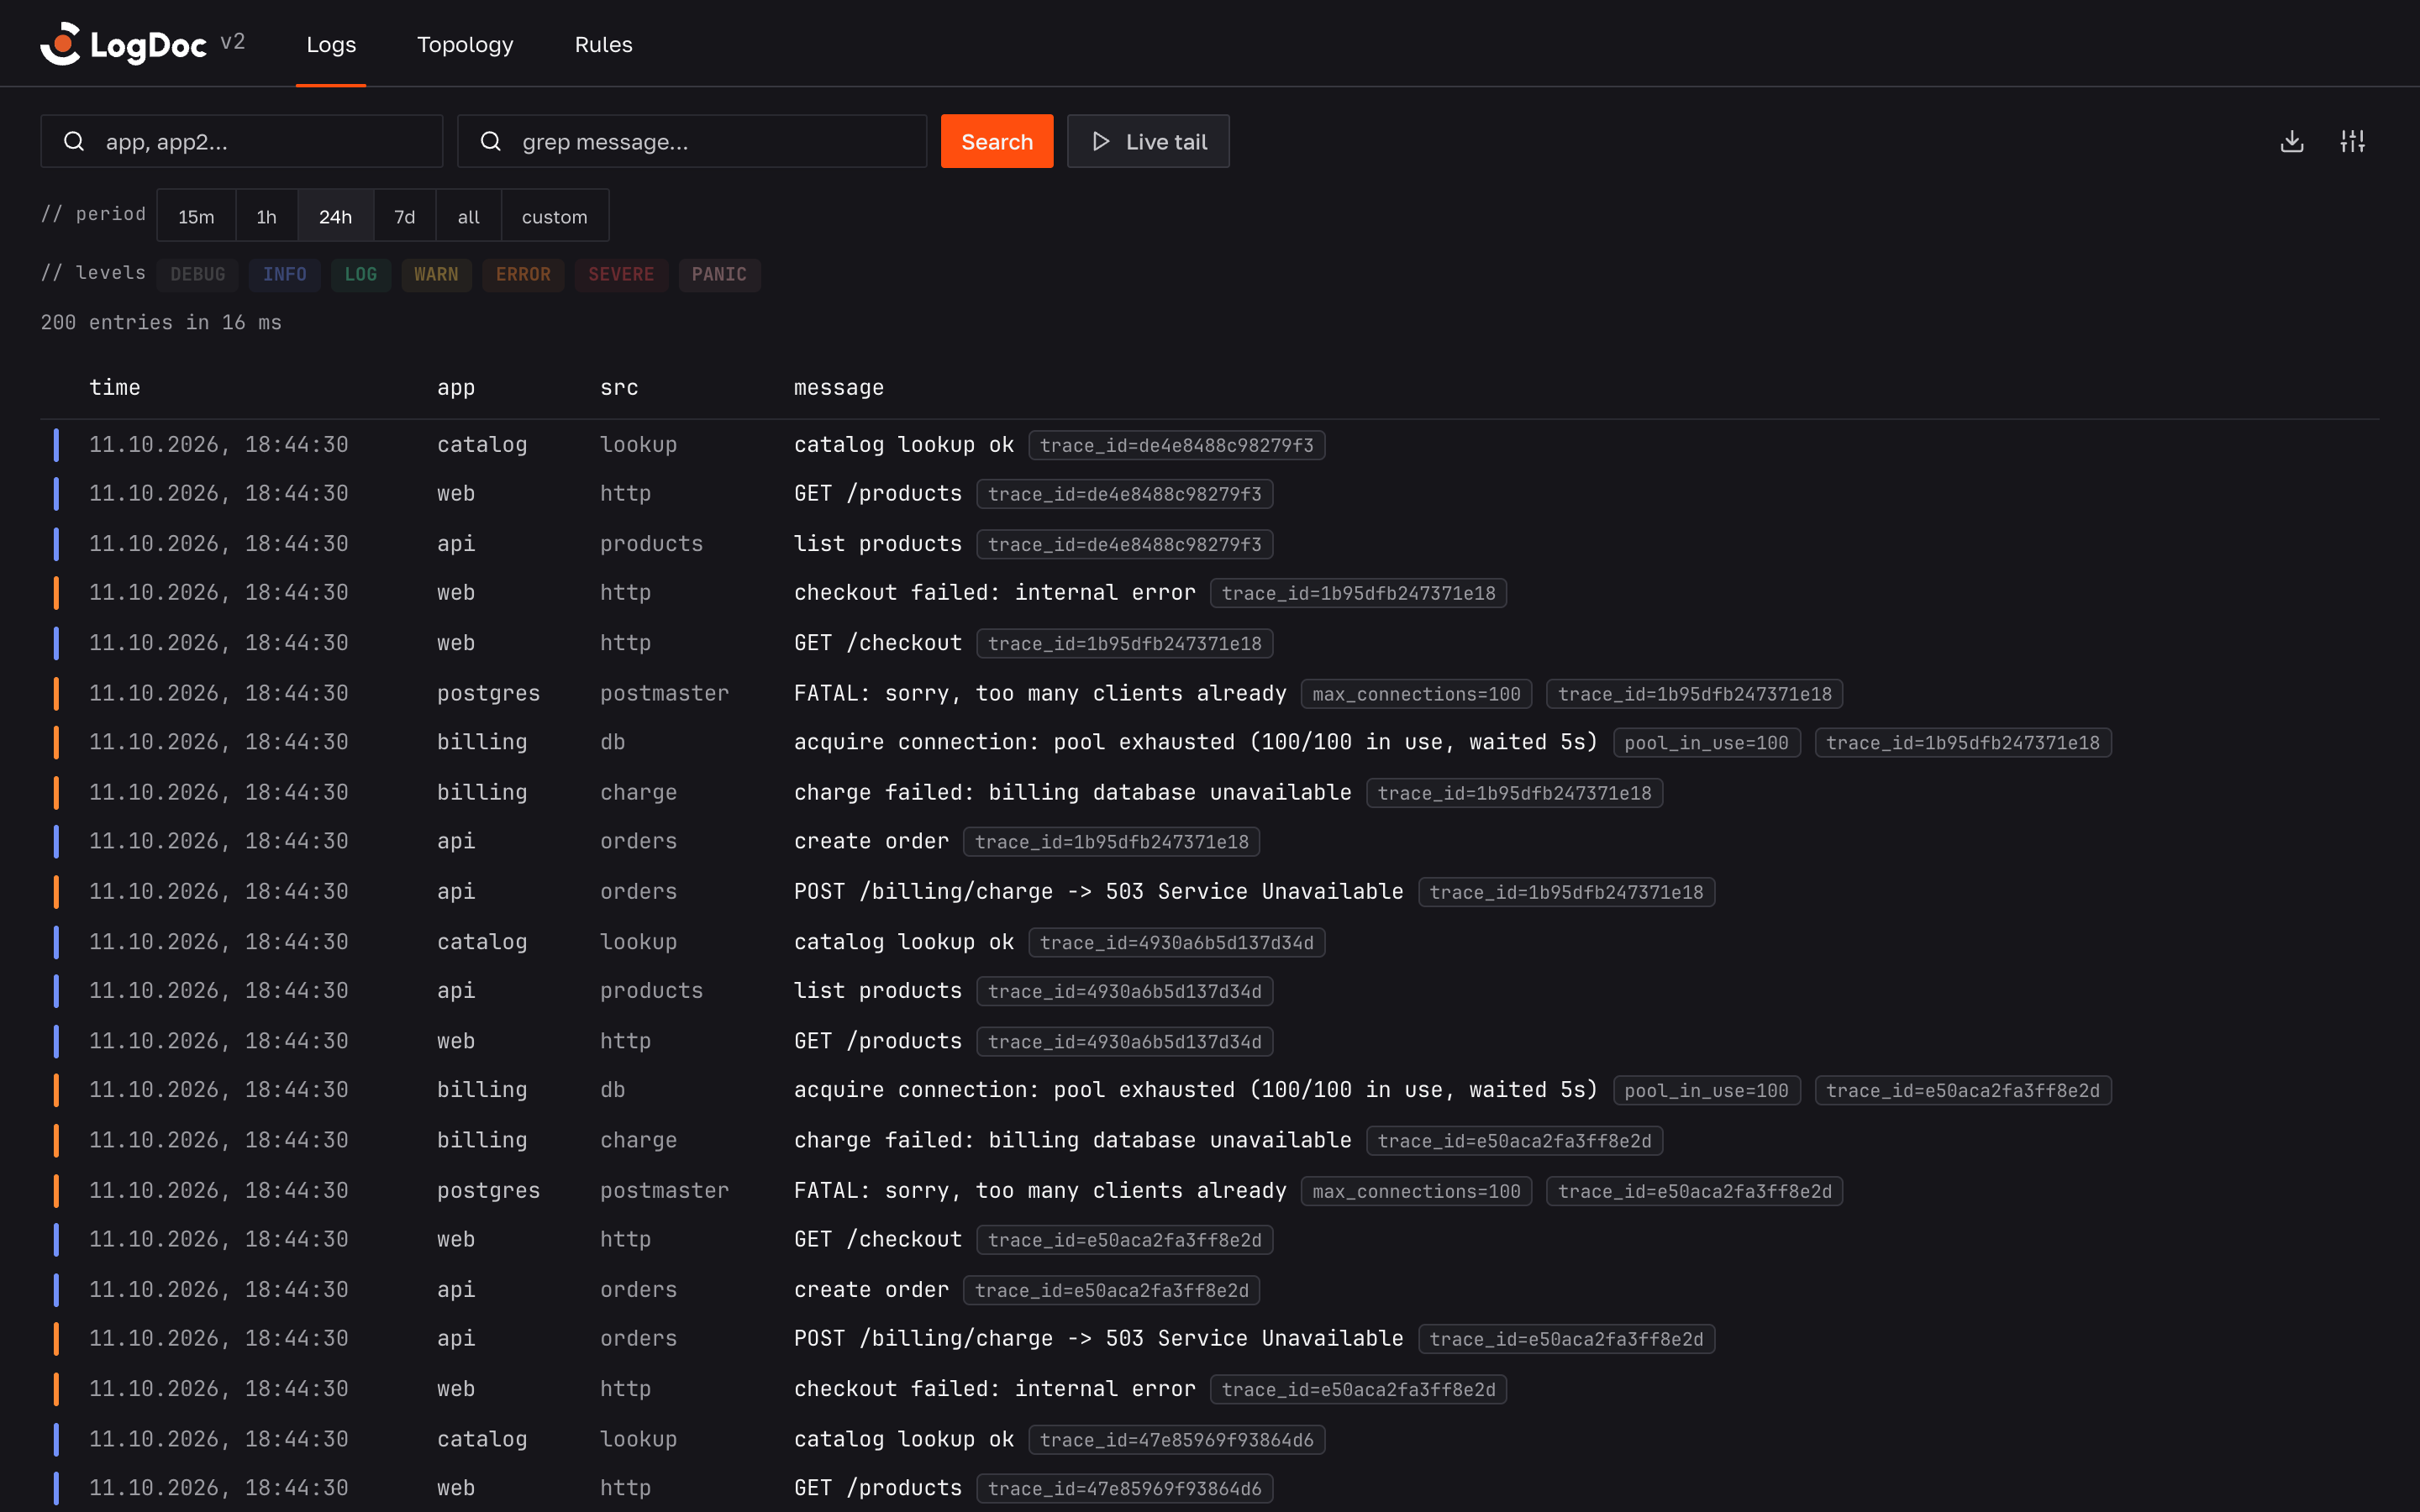 LogDoc v2 Logs Topology Rules
app, app2... grep message... Search Live tail
// period 15m 1h 24h 7d all custom
// levels DEBUG INFO LOG WARN ERROR SEVERE PANIC
200 entries in 16 ms
time app src message
11.10.2026, 18:44:30 catalog lookup catalog lookup ok trace_id=de4e8488c98279f3
11.10.2026, 18:44:30 web http GET /products trace_id=de4e8488c98279f3
11.10.2026, 18:44:30 api products list products trace_id=de4e8488c98279f3
11.10.2026, 18:44:30 web http checkout failed: internal error trace_id=1b95dfb247371e18
11.10.2026, 18:44:30 web http GET /checkout trace_id=1b95dfb247371e18
11.10.2026, 18:44:30 postgres postmaster FATAL: sorry, too many clients already max_connections=100 trace_id=1b95dfb247371e18
11.10.2026, 18:44:30 billing db acquire connection: pool exhausted (100/100 in use, waited 5s) pool_in_use=100 trace_id=1b95dfb247371e18
11.10.2026, 18:44:30 billing charge charge failed: billing database unavailable trace_id=1b95dfb247371e18
11.10.2026, 18:44:30 api orders create order trace_id=1b95dfb247371e18
11.10.2026, 18:44:30 api orders POST /billing/charge -> 503 Service Unavailable trace_id=1b95dfb247371e18
11.10.2026, 18:44:30 catalog lookup catalog lookup ok trace_id=4930a6b5d137d34d
11.10.2026, 18:44:30 api products list products trace_id=4930a6b5d137d34d
11.10.2026, 18:44:30 web http GET /products trace_id=4930a6b5d137d34d
11.10.2026, 18:44:30 billing db acquire connection: pool exhausted (100/100 in use, waited 5s) pool_in_use=100 trace_id=e50aca2fa3ff8e2d
11.10.2026, 18:44:30 billing charge charge failed: billing database unavailable trace_id=e50aca2fa3ff8e2d
11.10.2026, 18:44:30 postgres postmaster FATAL: sorry, too many clients already max_connections=100 trace_id=e50aca2fa3ff8e2d
11.10.2026, 18:44:30 web http GET /checkout trace_id=e50aca2fa3ff8e2d
11.10.2026, 18:44:30 api orders create order trace_id=e50aca2fa3ff8e2d
11.10.2026, 18:44:30 api orders POST /billing/charge -> 503 Service Unavailable trace_id=e50aca2fa3ff8e2d
11.10.2026, 18:44:30 web http checkout failed: internal error trace_id=e50aca2fa3ff8e2d
11.10.2026, 18:44:30 catalog lookup catalog lookup ok trace_id=47e85969f93864d6
11.10.2026, 18:44:30 web http GET /products trace_id=47e85969f93864d6